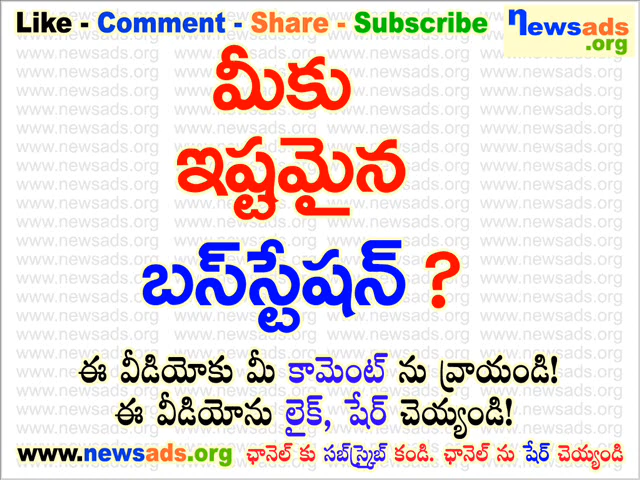 Like - Comment - Share - Subscribe
newsads
.org
మీకు
ఇష్టమైన
బస్‌స్టేషన్ ?
ఈ వీడియోకు మీ కామెంట్ ను వ్రాయండి!
ఈ వీడియోను లైక్, షేర్ చెయ్యండి!
www.newsads.org ఛానెల్ కు సబ్‌స్క్రైబ్ కండి. ఛానెల్ ను షేర్ చెయ్యండి